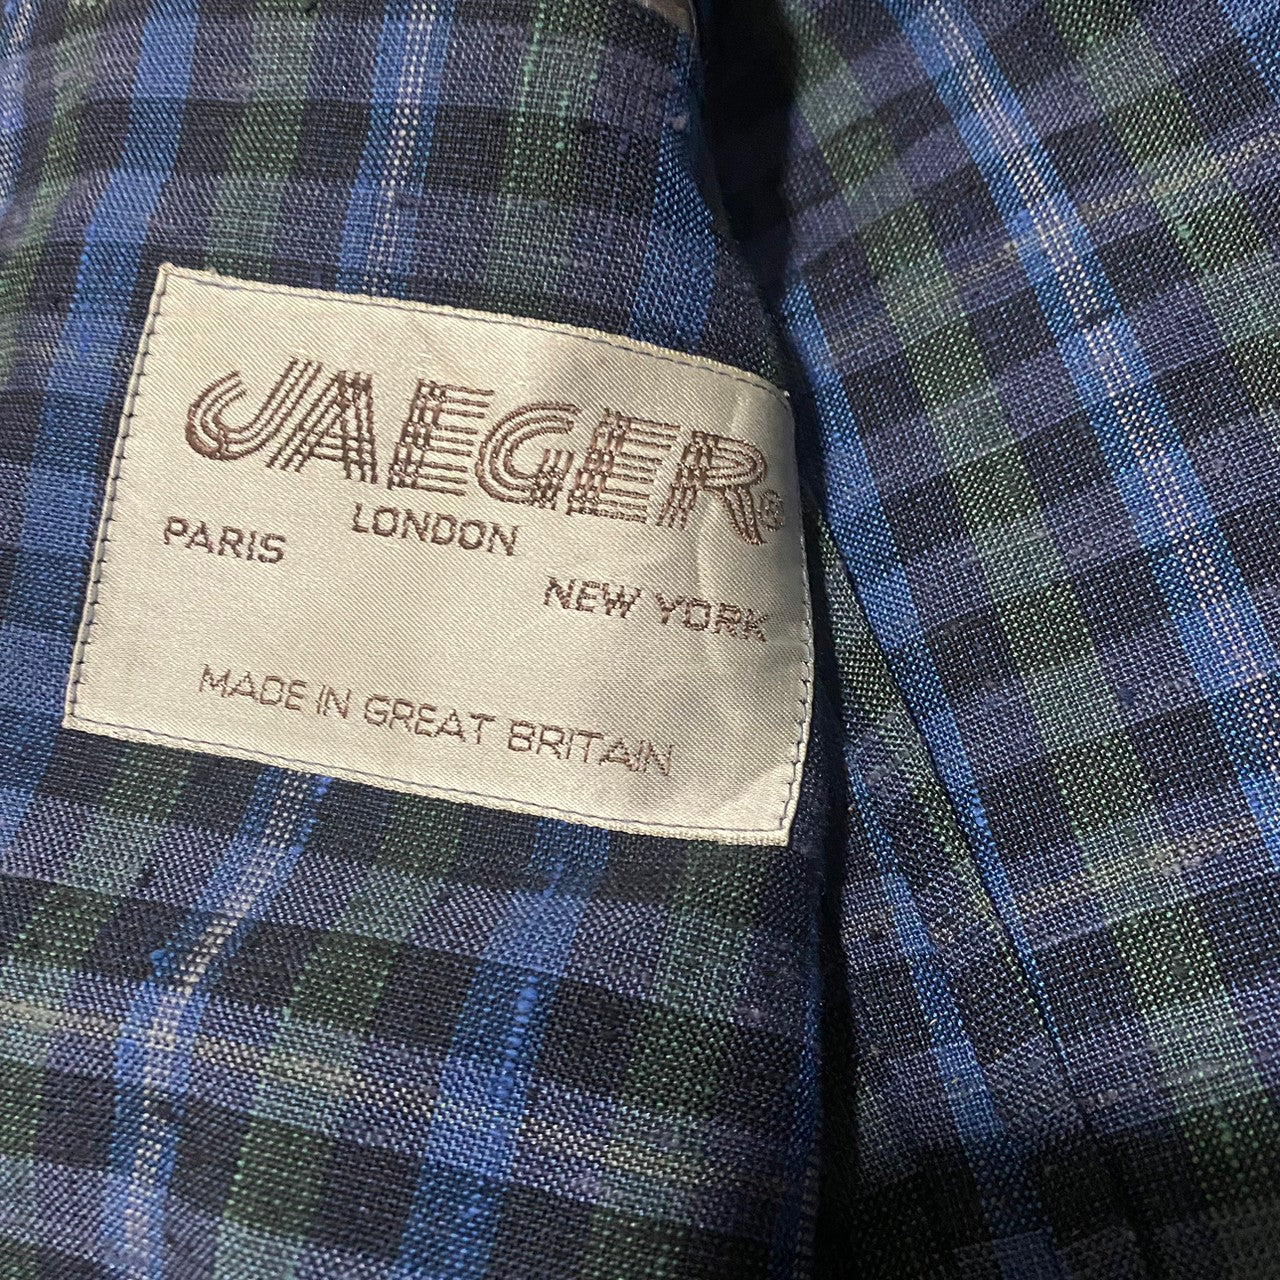 JAEGER®
LONDON
PARIS
NEW YORK
MADE IN GREAT BRITAIN